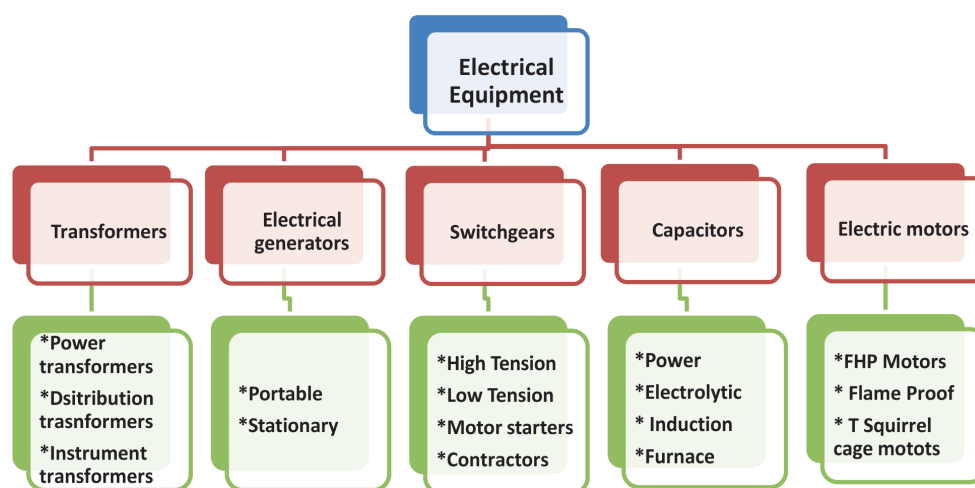 Electrical
Equipment
Transformers
Electrical
generators
Switchgears
Capacitors
Electric motors
*Power
transformers
*Dsitribution
trasnformers
*Instrument
transformers
*Portable
*Stationary
*High Tension
*Low Tension
*Motor starters
*Contractors
*Power
*Electrolytic
* Induction
*Furnace
*FHP Motors
* Flame Proof
* T Squirrel
cage motots